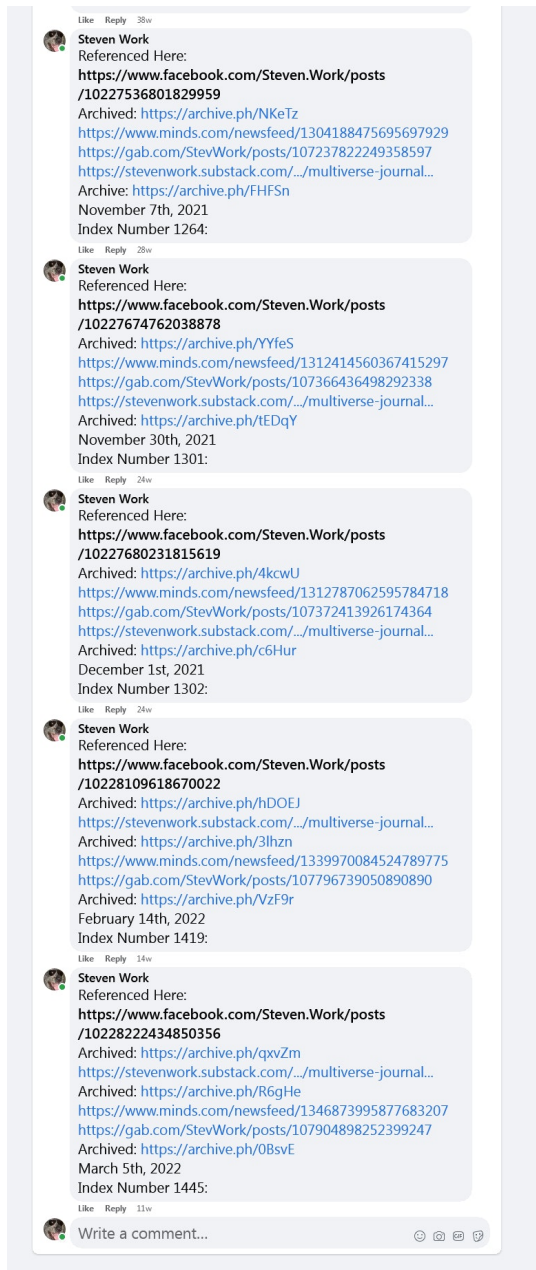 Like Reply 38w
Steven Work
Referenced Here:
https://www.facebook.com/Steven.Work/posts
/10227536801829959
Archived: https://archive.ph/NKeTz
https://www.minds.com/newsfeed/1304188475695697929
https://gab.com/StevWork/posts/107237822249358597
https://stevenwork.substack.com/.../multiverse-journal...
Archive: https://archive.ph/FHFSn
November 7th, 2021
Index Number 1264:
Like Reply 28w
Steven Work
Referenced Here:
https://www.facebook.com/Steven.Work/posts
/10227674762038878
Archived: https://archive.ph/YYfeS
https://www.minds.com/newsfeed/1312414560367415297
https://gab.com/StevWork/posts/107366436498292338
https://stevenwork.substack.com/.../multiverse-journal...
Archived: https://archive.ph/tEDqY
November 30th, 2021
Index Number 1301:
Like Reply 24w
Steven Work
Referenced Here:
https://www.facebook.com/Steven.Work/posts
/10227680231815619
Archived: https://archive.ph/4kcwU
https://www.minds.com/newsfeed/1312787062595784718
https://gab.com/StevWork/posts/107372413926174364
https://stevenwork.substack.com/.../multiverse-journal...
Archived: https://archive.ph/c6Hur
December 1st, 2021
Index Number 1302:
Like Reply 24w
Steven Work
Referenced Here:
https://www.facebook.com/Steven.Work/posts
/10228109618670022
Archived: https://archive.ph/hDOEJ
https://stevenwork.substack.com/.../multiverse-journal...
Archived: https://archive.ph/3lhzn
https://www.minds.com/newsfeed/1339970084524789775
https://gab.com/StevWork/posts/107796739050890890
Archived: https://archive.ph/VzF9r
February 14th, 2022
Index Number 1419:
Like Reply 14w
Steven Work
Referenced Here:
https://www.facebook.com/Steven.Work/posts
/10228222434850356
Archived: https://archive.ph/qxvZm
https://stevenwork.substack.com/.../multiverse-journal...
Archived: https://archive.ph/R6gHe
https://www.minds.com/newsfeed/1346873995877683207
https://gab.com/StevWork/posts/107904898252399247
Archived: https://archive.ph/0BsvE
March 5th, 2022
Index Number 1445:
Like Reply 11w
Write a comment...
GIF